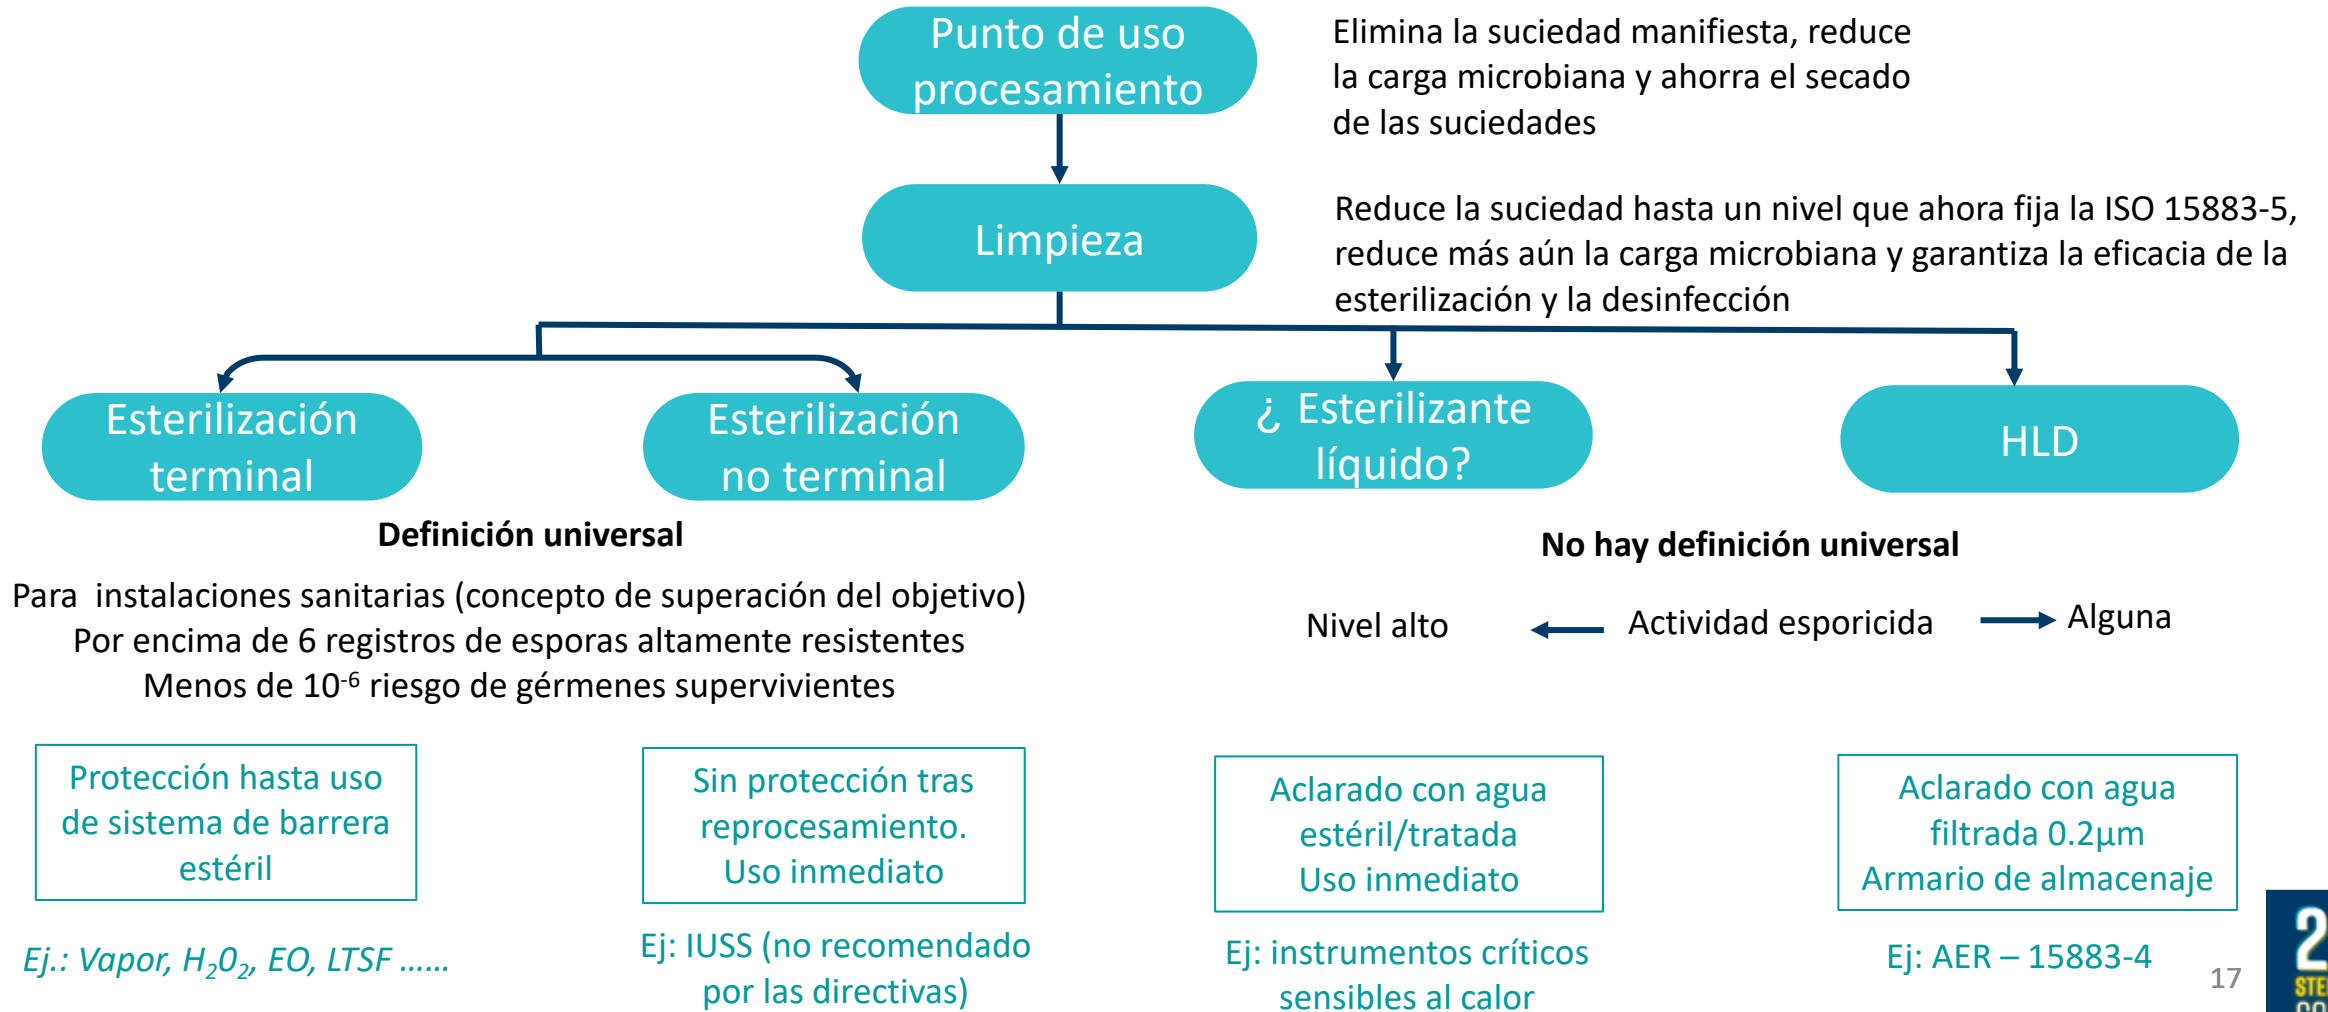 Punto de uso
procesamiento
Elimina la suciedad manifiesta, reduce
la carga microbiana y ahorra el secado
de las suciedades
Limpieza
Reduce la suciedad hasta un nivel que ahora fija la ISO 15883-5,
reduce más aún la carga microbiana y garantiza la eficacia de la
esterilización y la desinfección
Esterilización
terminal
Esterilización
no terminal
¿ Esterilizante
líquido?
HLD
Definición universal
Para instalaciones sanitarias (concepto de superación del objetivo)
Por encima de 6 registros de esporas altamente resistentes
Menos de 10⁻⁶ riesgo de gérmenes supervivientes
No hay definición universal
Nivel alto
Actividad esporicida
Alguna
Protección hasta uso
de sistema de barrera
estéril
Sin protección tras
reprocesamiento.
Uso inmediato
Aclarado con agua
estéril/tratada
Uso inmediato
Aclarado con agua
filtrada 0.2µm
Armario de almacenaje
Ej.: Vapor, H₂0₂, EO, LTSF ......
Ej: IUSS (no recomendado
por las directivas)
Ej: instrumentos críticos
sensibles al calor
Ej: AER – 15883-4
17
2
STE